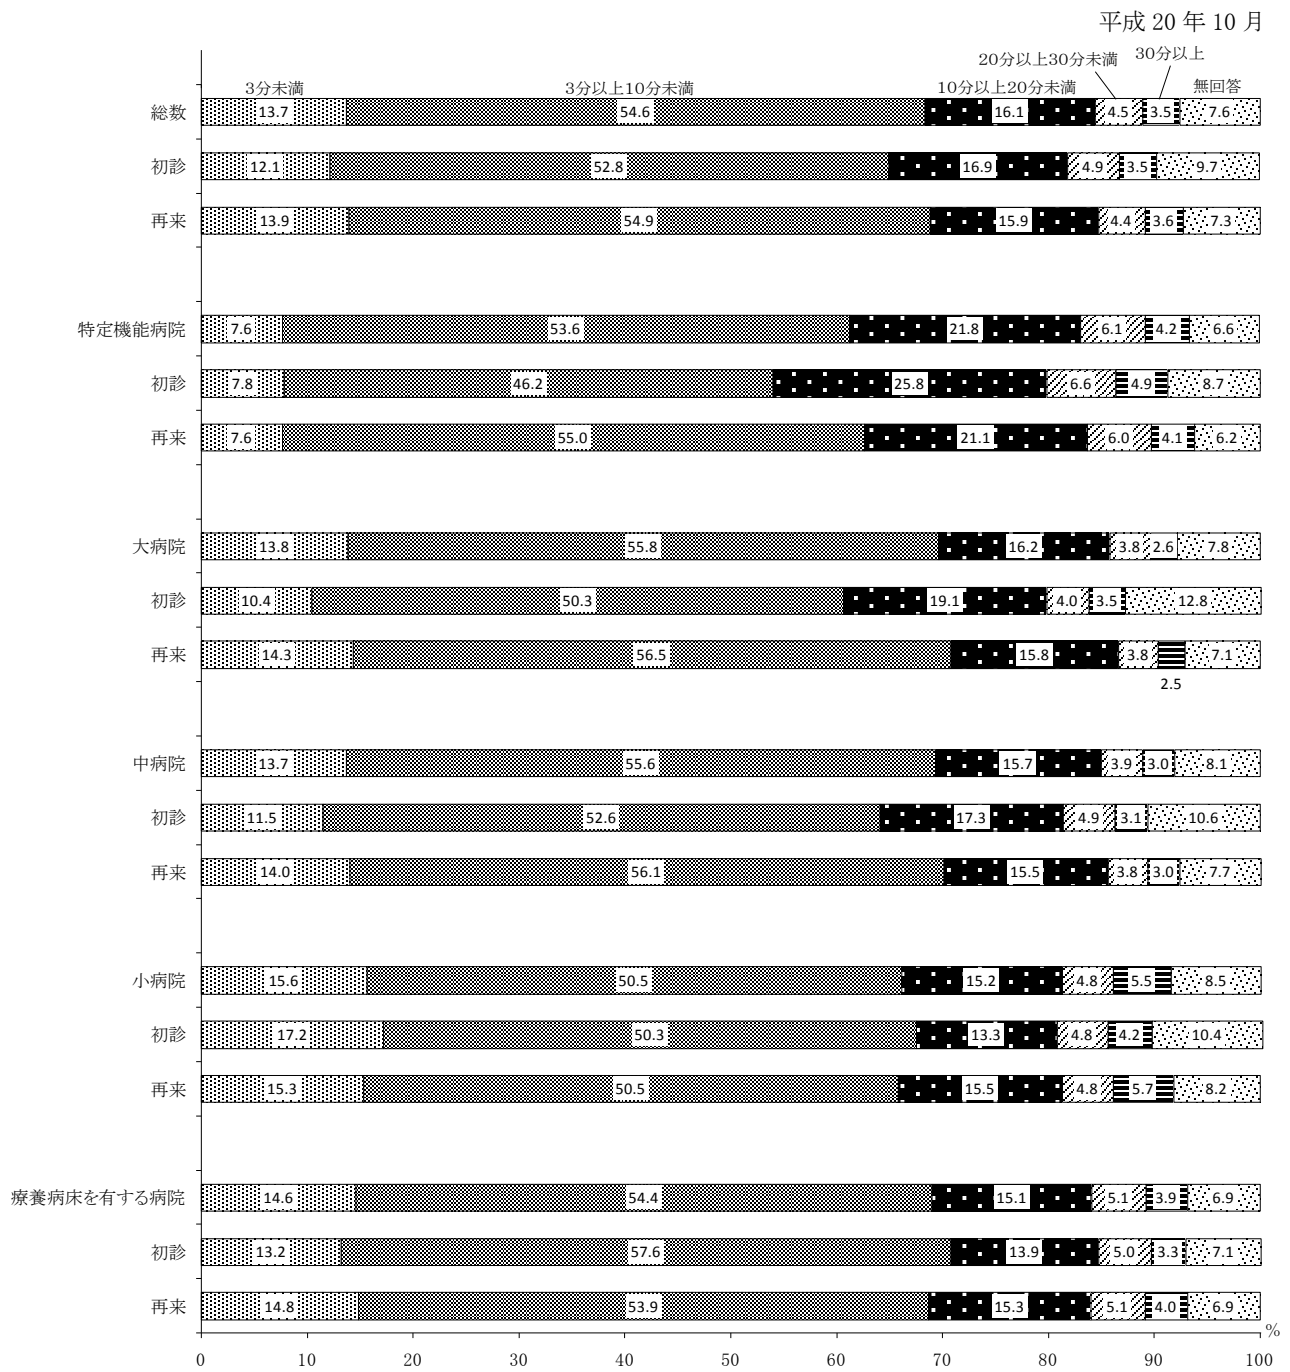 平成 20 年 10 月
20分以上30分未満 30分以上
3分未満 3分以上10分未満 10分以上20分未満 無回答
総数 13.7 54.6 16.1 4.5 3.5 7.6
初診 12.1 52.8 16.9 4.9 3.5 9.7
再来 13.9 54.9 15.9 4.4 3.6 7.3
特定機能病院 7.6 53.6 21.8 6.1 4.2 6.6
初診 7.8 46.2 25.8 6.6 4.9 8.7
再来 7.6 55.0 21.1 6.0 4.1 6.2
大病院 13.8 55.8 16.2 3.8 2.6 7.8
初診 10.4 50.3 19.1 4.0 3.5 12.8
再来 14.3 56.5 15.8 3.8 7.1
2.5
中病院 13.7 55.6 15.7 3.9 3.0 8.1
初診 11.5 52.6 17.3 4.9 3.1 10.6
再来 14.0 56.1 15.5 3.8 3.0 7.7
小病院 15.6 50.5 15.2 4.8 5.5 8.5
初診 17.2 50.3 13.3 4.8 4.2 10.4
再来 15.3 50.5 15.5 4.8 5.7 8.2
療養病床を有する病院 14.6 54.4 15.1 5.1 3.9 6.9
初診 13.2 57.6 13.9 5.0 3.3 7.1
再来 14.8 53.9 15.3 5.1 4.0 6.9
%
0 10 20 30 40 50 60 70 80 90 100